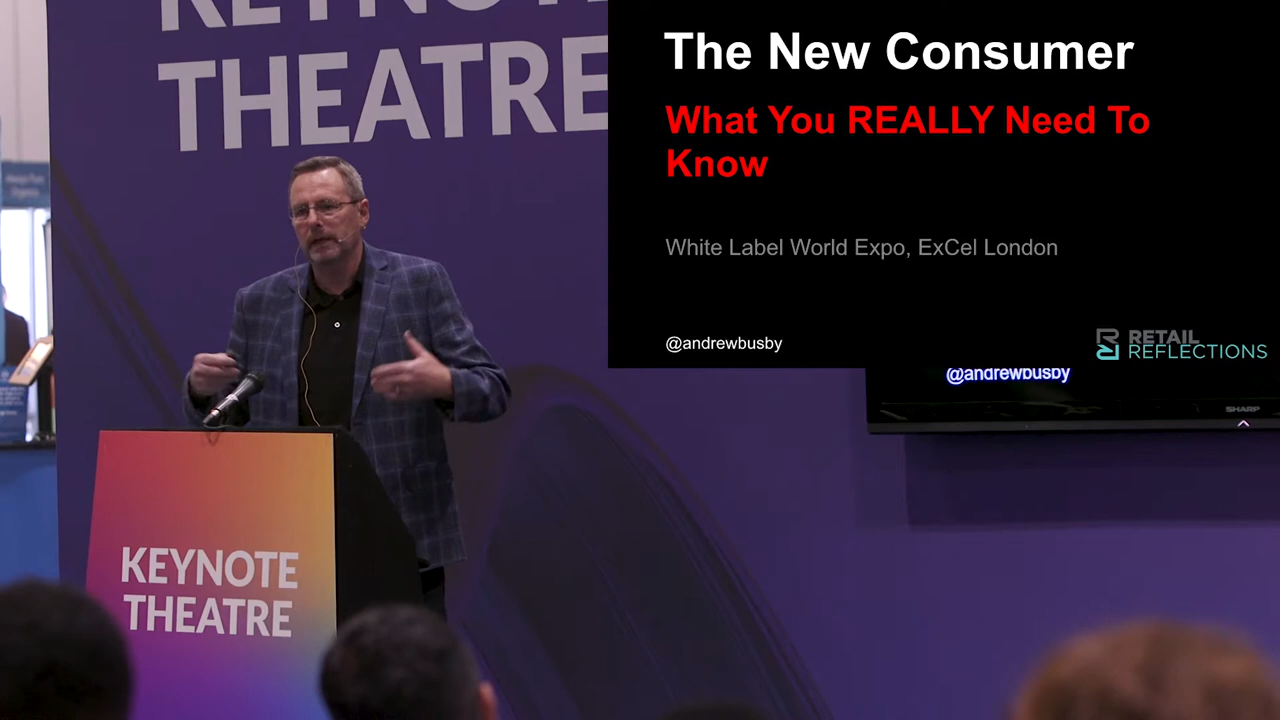 KEYNOTE
THEATRE
The New Consumer
What You REALLY Need To
Know
White Label World Expo, ExCel London
@andrewbusby
RETAIL
REFLECTIONS
@andrewbusby
SHARP
KEYNOTE
THEATRE